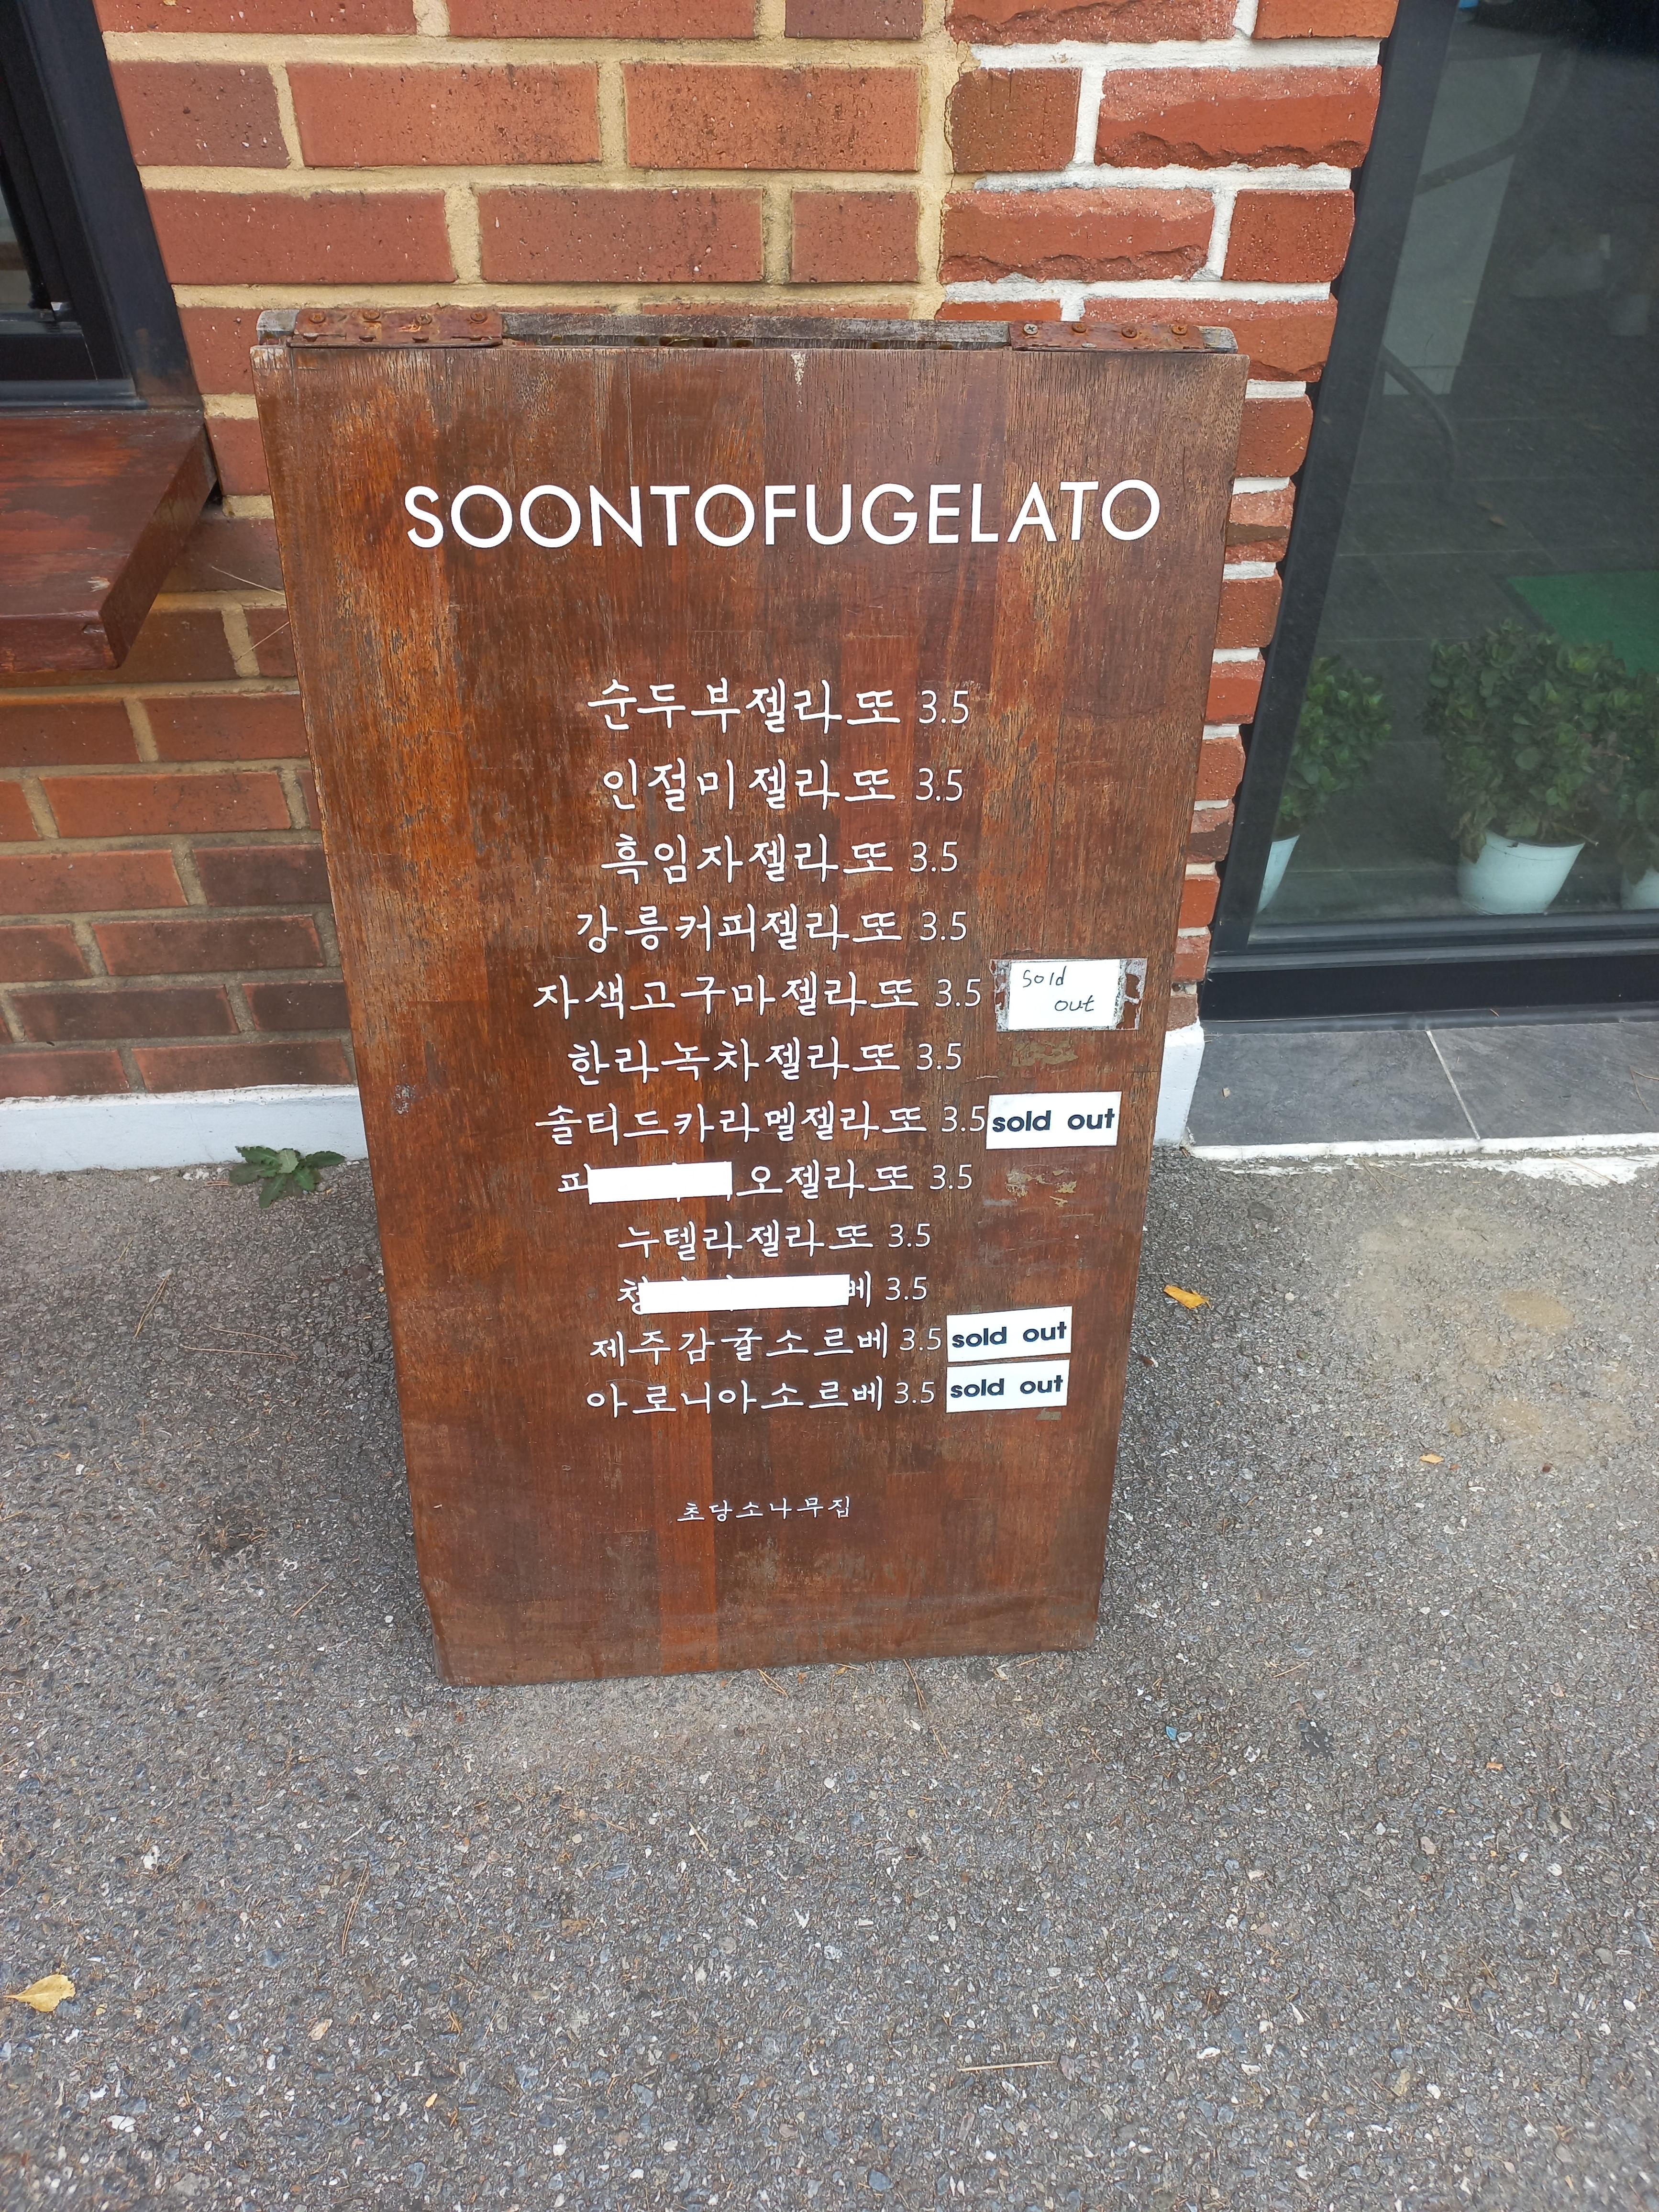 SOONTOFUGELATO
순두부젤라또 3.5
인절미젤라또 3.5
흑임자젤라또 3.5
강릉커피젤라또 3.5
자색고구마젤라또 3.5 sold out
한라녹차젤라또 3.5
솔티드카라멜젤라또 3.5 sold out
오젤라또 3.5
누텔라젤라또 3.5
3.5
제주감귤소르베 3.5 sold out
아로니아소르베 3.5 sold out
초당소나무집